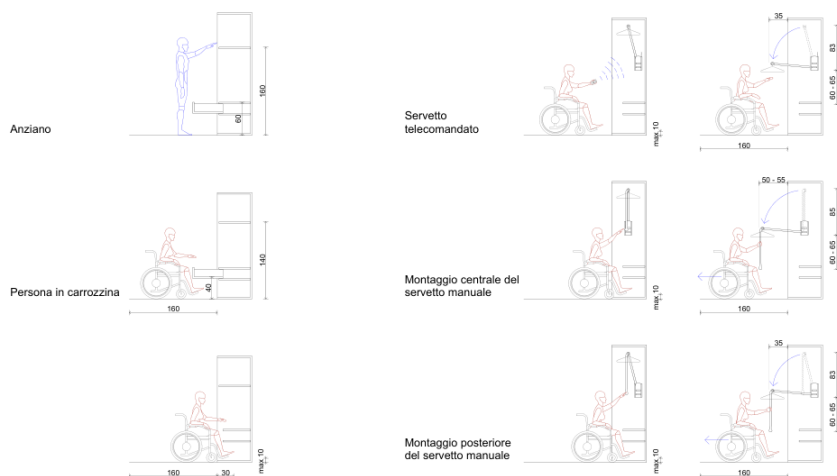 Anziano
160
60
Servetto
telecomandato
max 10
35
83
60 - 65
160
Persona in carrozzina
140
40
160
Montaggio centrale del
servetto manuale
max 10
50 - 55
85
60 - 65
160
160
30
max 10
Montaggio posteriore
del servetto manuale
max 10
35
83
60 - 65
160